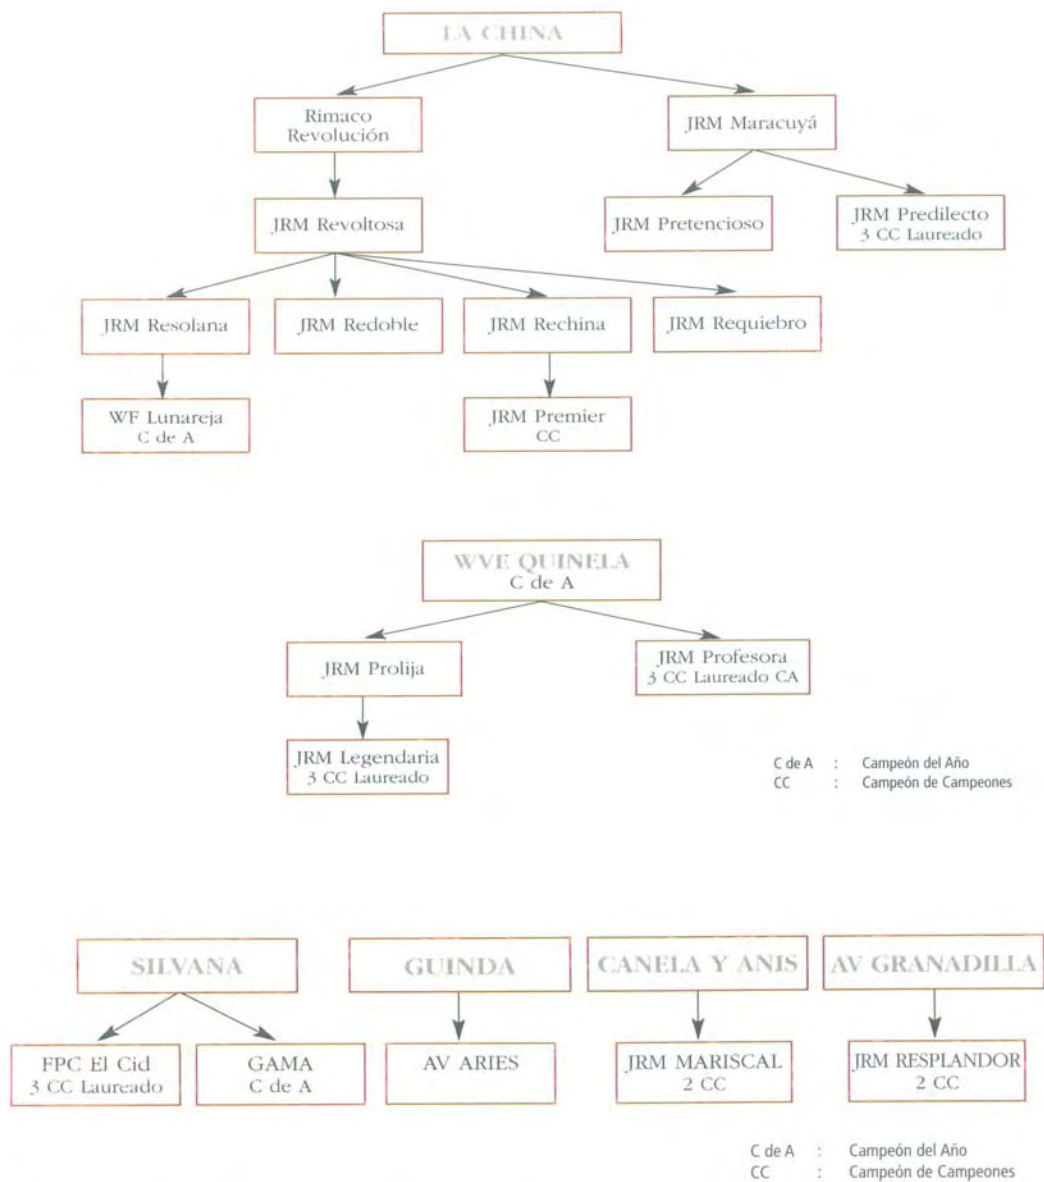 LA CHINA
Rimaco
Revolución
JRM Maracuyá
JRM Revoltosa
JRM Pretencioso
JRM Predilecto
3 CC Laureado
JRM Resolana
JRM Redoble
JRM Rechina
JRM Requiebro
WF Lunareja
C de A
JRM Premier
CC
WVE QUINELA
C de A
JRM Prolija
JRM Profesora
3 CC Laureado CA
JRM Legendaria
3 CC Laureado
C de A : Campeón del Año
CC : Campeón de Campeones
SILVANA
GUINDA
CANELA Y ANIS
AV GRANADILLA
FPC El Cid
3 CC Laureado
GAMA
C de A
AV ARIES
JRM MARISCAL
2 CC
JRM RESPLANDOR
2 CC
C de A : Campeón del Año
CC : Campeón de Campeones